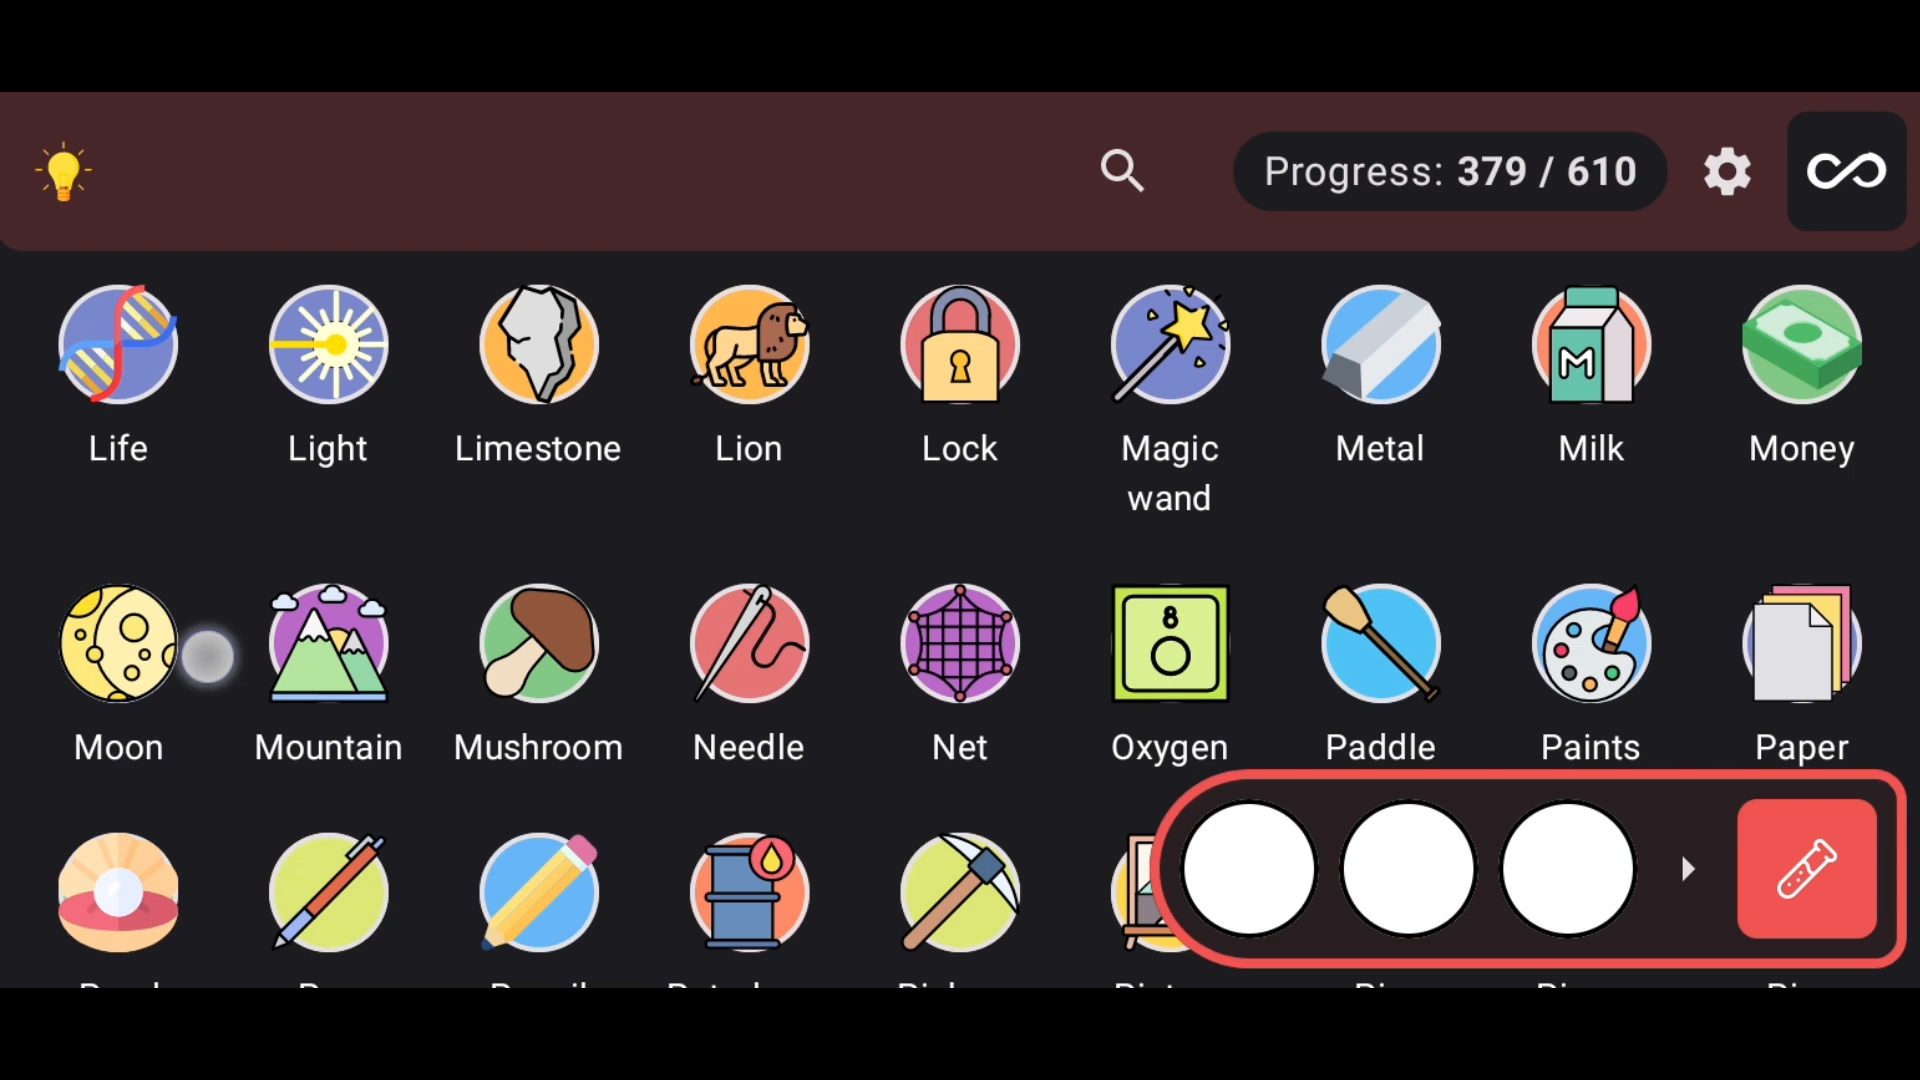 Progress: 379 / 610
Life
Light
Limestone
Lion
Lock
Magic
wand
Metal
M
Milk
Money
8
O
Moon
Mountain
Mushroom
Needle
Net
Oxygen
Paddle
Paints
Paper